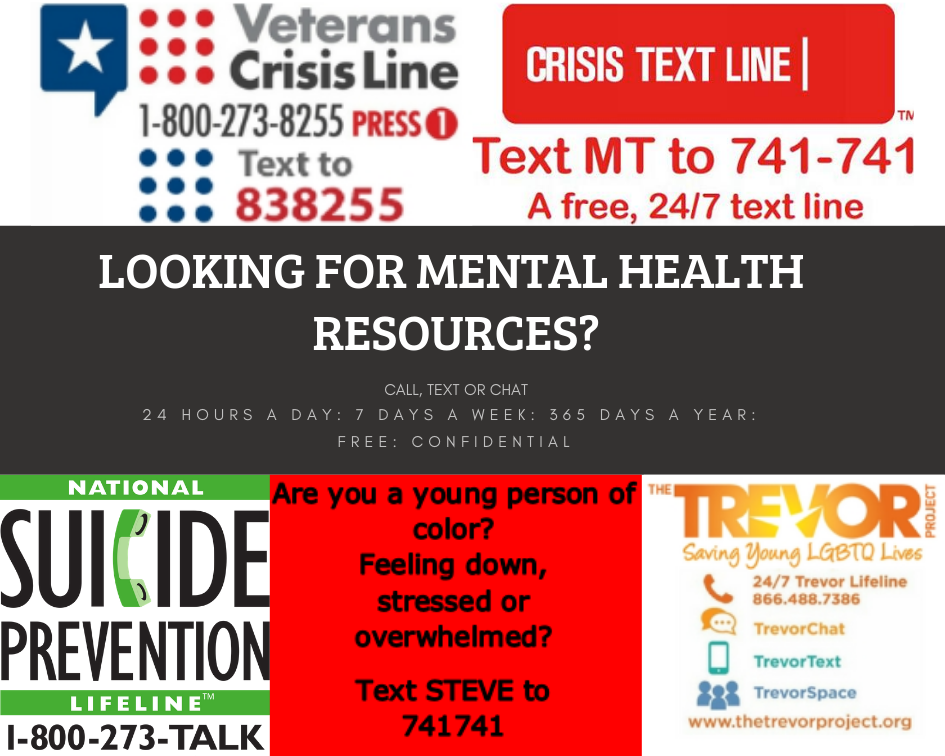 Veterans
Crisis Line
1-800-273-8255 PRESS 1
Text to
838255
CRISIS TEXT LINE |
TM
Text MT to 741-741
A free, 24/7 text line
LOOKING FOR MENTAL HEALTH
RESOURCES?
CALL, TEXT OR CHAT
24 HOURS A DAY: 7 DAYS A WEEK: 365 DAYS A YEAR:
FREE: CONFIDENTIAL
NATIONAL
SUICIDE
PREVENTION
LIFELINE™
1-800-273-TALK
Are you a young person of
color?
Feeling down,
stressed or
overwhelmed?
Text STEVE to
741741
THE TREVOR PROJECT
Saving Young LGBTQ Lives
24/7 Trevor Lifeline
866.488.7386
TrevorChat
TrevorText
TrevorSpace
www.thetrevorproject.org